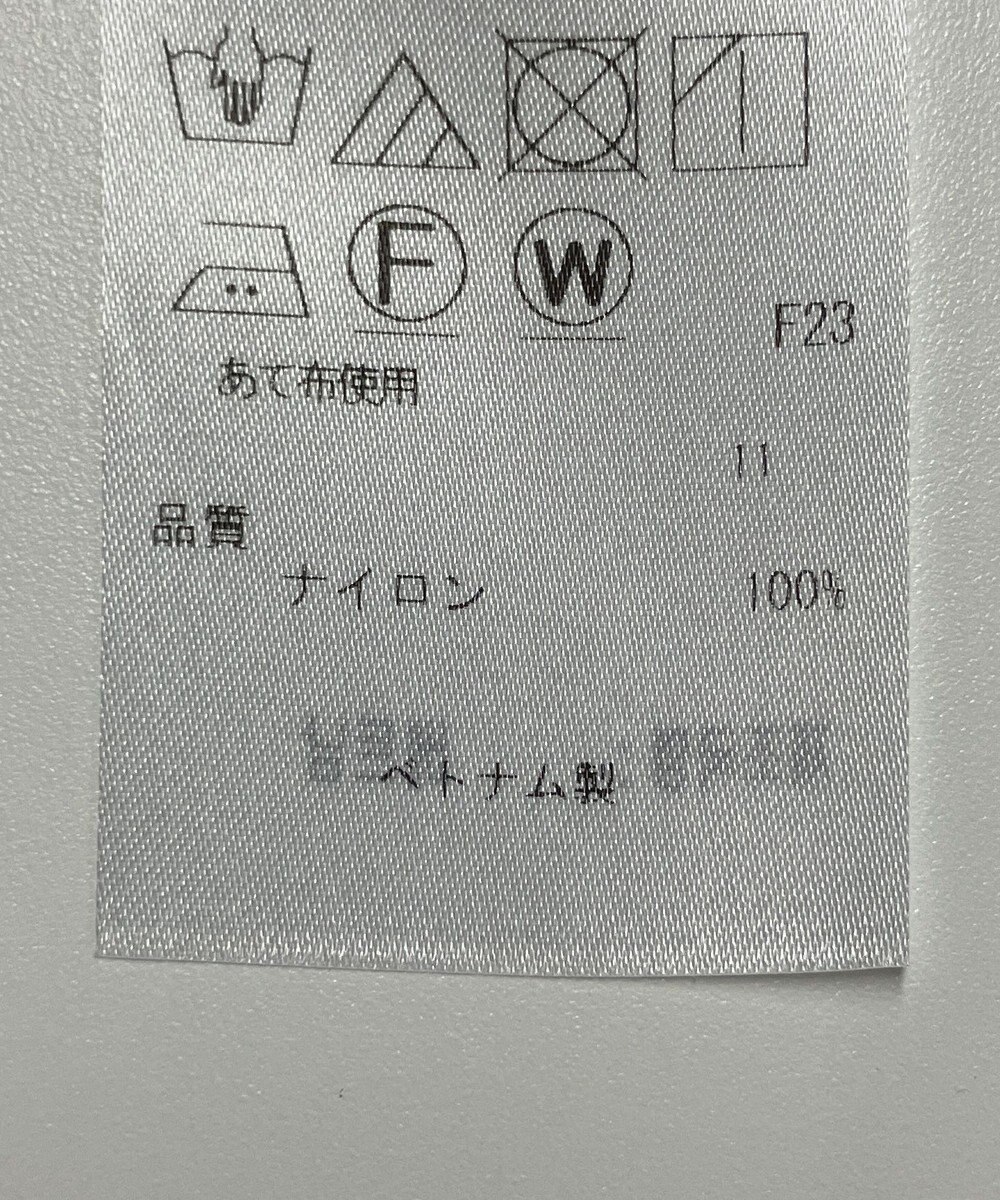 F W
F23
あて布使用
11
品質
ナイロン 100%
ベトナム製